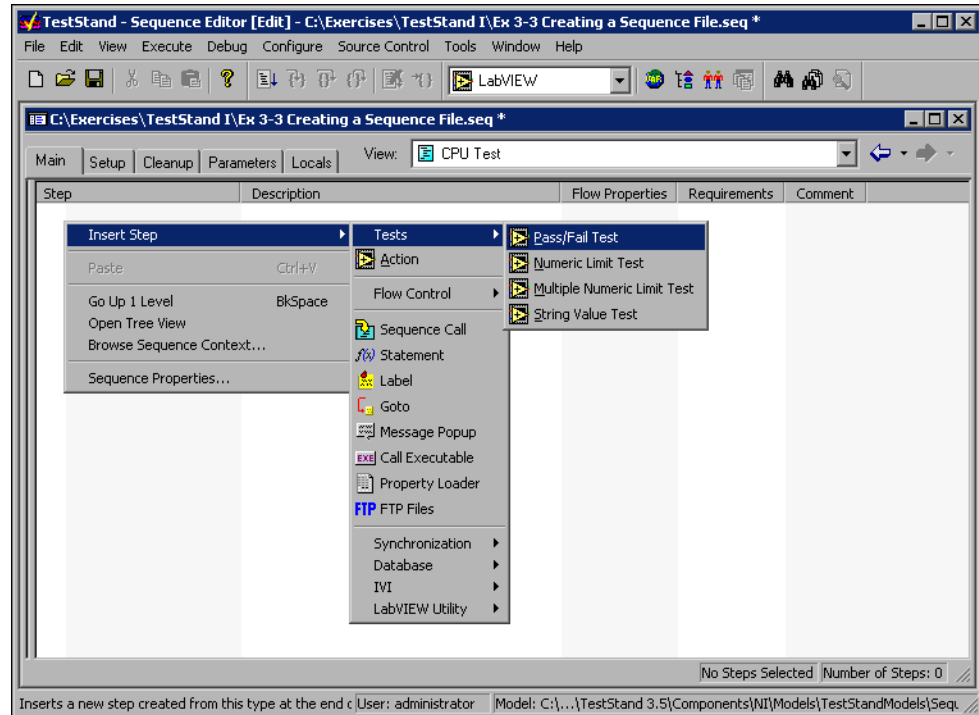 TestStand - Sequence Editor [Edit] - C:\Exercises\TestStand I\Ex 3-3 Creating a Sequence File.seq *
File Edit View Execute Debug Configure Source Control Tools Window Help
LabVIEW
C:\Exercises\TestStand I\Ex 3-3 Creating a Sequence File.seq *
Main Setup Cleanup Parameters Locals View: CPU Test
Step Description Flow Properties Requirements Comment
Insert Step
Paste Ctrl+V
Go Up 1 Level BkSpace
Open Tree View
Browse Sequence Context...
Sequence Properties...
Tests
Action
Flow Control
Sequence Call
f(x) Statement
Label
Goto
Message Popup
EXE Call Executable
Property Loader
FTP FTP Files
Synchronization
Database
IVI
LabVIEW Utility
Pass/Fail Test
Numeric Limit Test
Multiple Numeric Limit Test
String Value Test
No Steps Selected Number of Steps: 0
Inserts a new step created from this type at the end User: administrator Model: C:\...\TestStand 3.5\Components\NI\Models\TestStandModels\